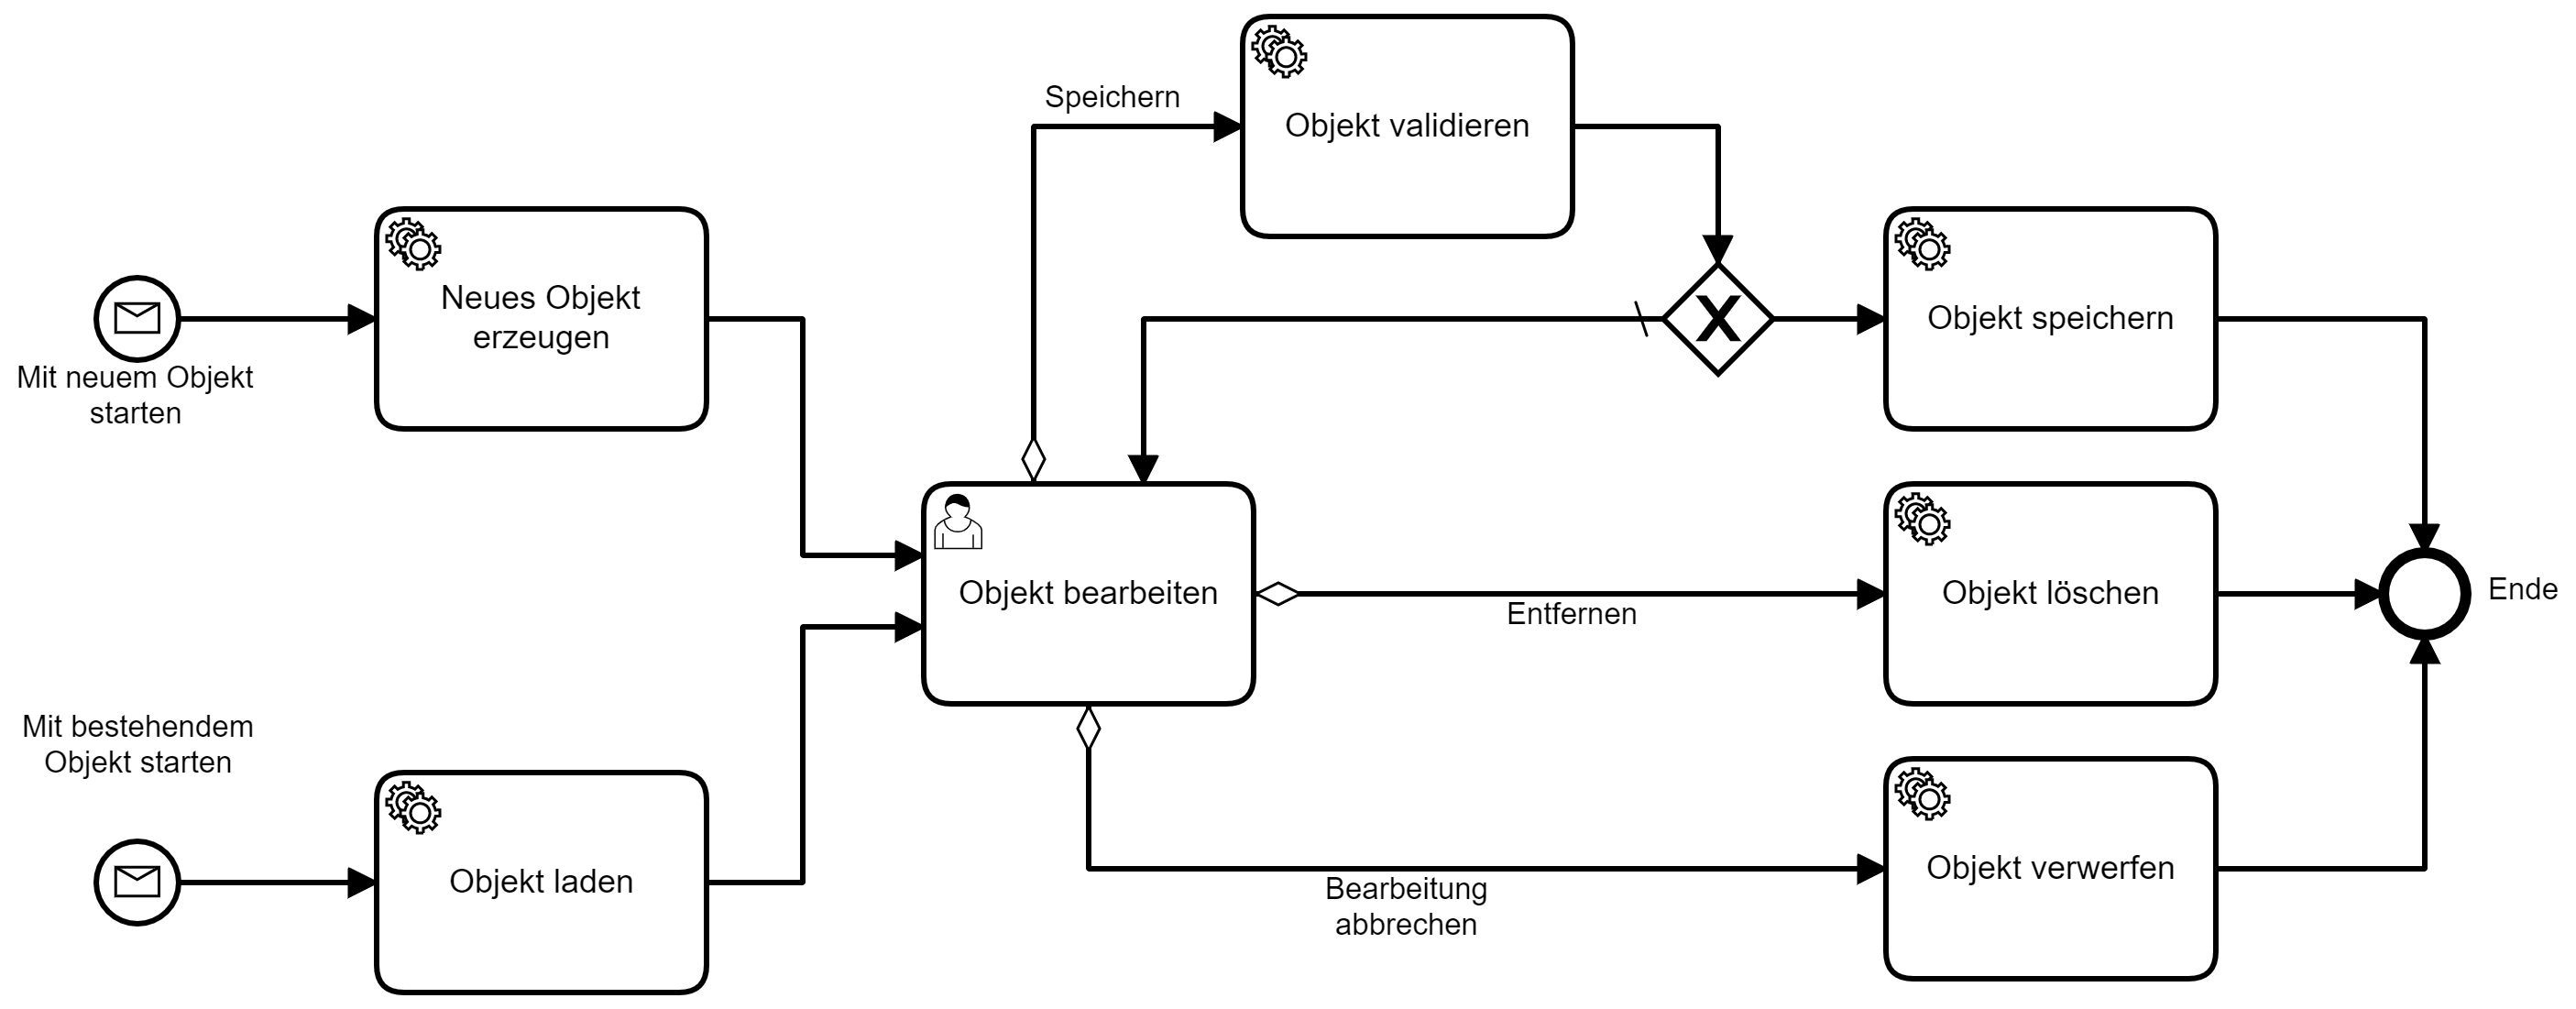 Speichern
Objekt validieren
Neues Objekt
erzeugen
Mit neuem Objekt
starten
X
Objekt speichern
Objekt bearbeiten
Entfernen
Objekt löschen
Ende
Mit bestehendem
Objekt starten
Objekt laden
Bearbeitung
abbrechen
Objekt verwerfen